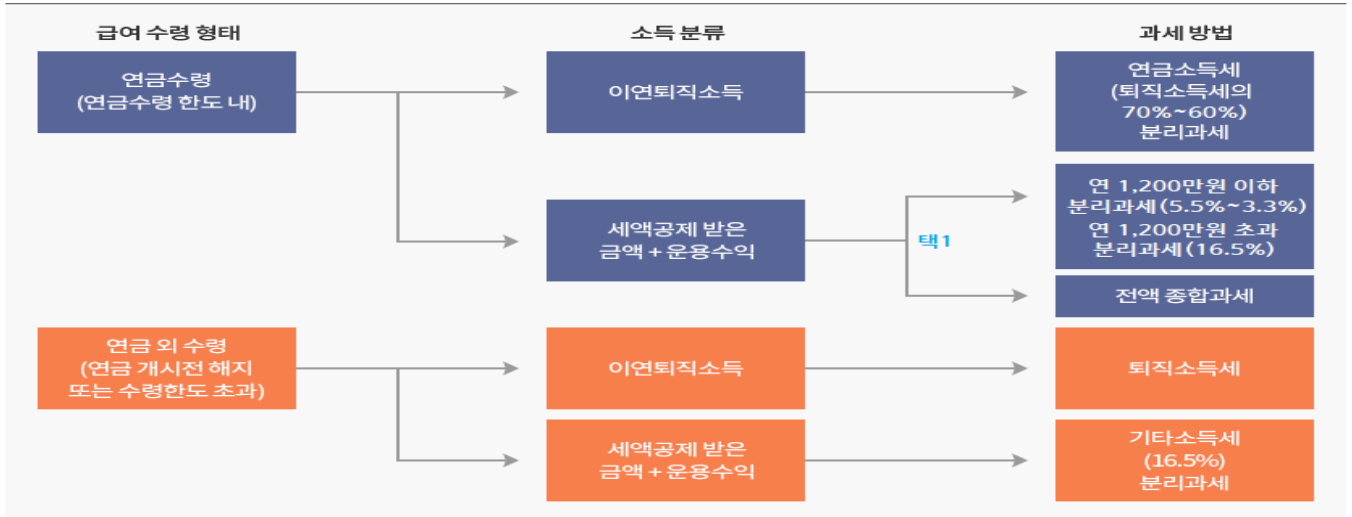 급여 수령 형태
소득 분류
과세 방법
연금수령
(연금수령 한도 내)
이연퇴직소득
연금소득세
(퇴직소득세의
70%~60%)
분리과세
세액공제 받은
금액 + 운용수익
택1
연 1,200만원 이하
분리과세(5.5%~3.3%)
연 1,200만원 초과
분리과세(16.5%)
전액 종합과세
연금 외 수령
(연금 개시전 해지
또는 수령한도 초과)
이연퇴직소득
퇴직소득세
세액공제 받은
금액 + 운용수익
기타소득세
(16.5%)
분리과세